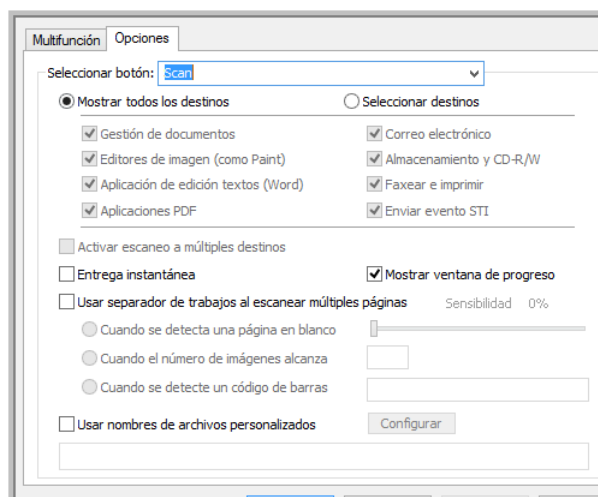 Multifunción Opciones
Seleccionar botón: Scan
Mostrar todos los destinos Seleccionar destinos
Gestión de documentos Correo electrónico
Editores de imagen (como Paint) Almacenamiento y CD-R/W
Aplicación de edición textos (Word) Faxear e imprimir
Aplicaciones PDF Enviar evento STI
Activar escaneo a múltiples destinos
Entrega instantánea Mostrar ventana de progreso
Usar separador de trabajos al escanear múltiples páginas Sensibilidad 0%
Cuando se detecta una página en blanco
Cuando el número de imágenes alcanza
Cuando se detecte un código de barras
Usar nombres de archivos personalizados Configurar